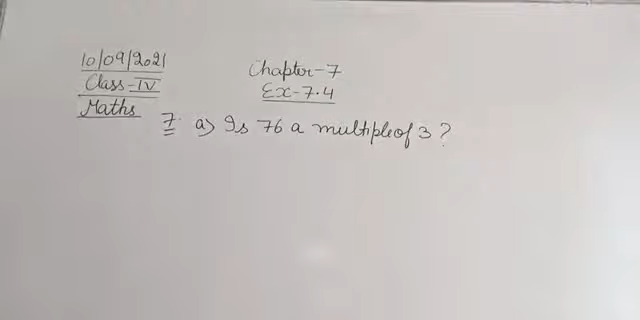 10/09/2021
Class-IV
Maths
Chapter-7
Ex-7.4
7. a) Is 76 a multiple of 3?